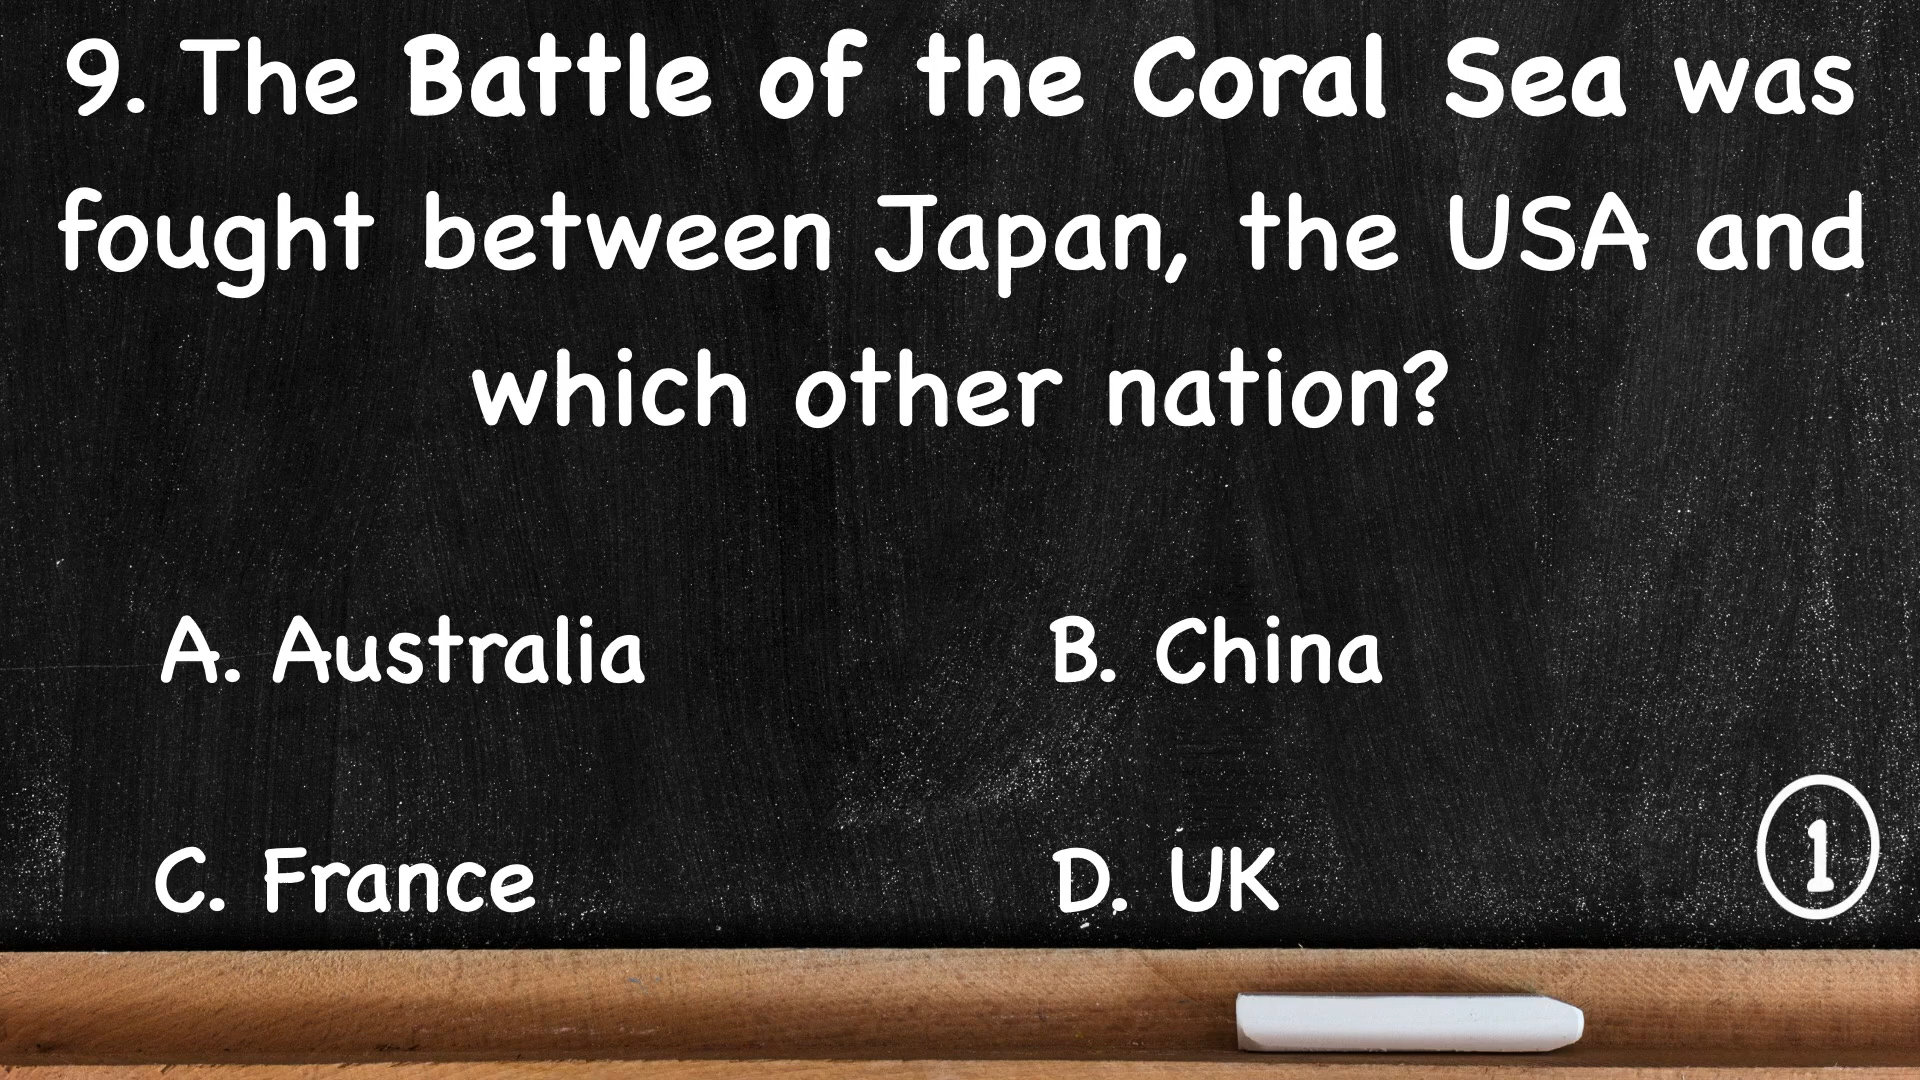 9. The Battle of the Coral Sea was
fought between Japan, the USA and
which other nation?
A. Australia
B. China
C. France
D. UK
1